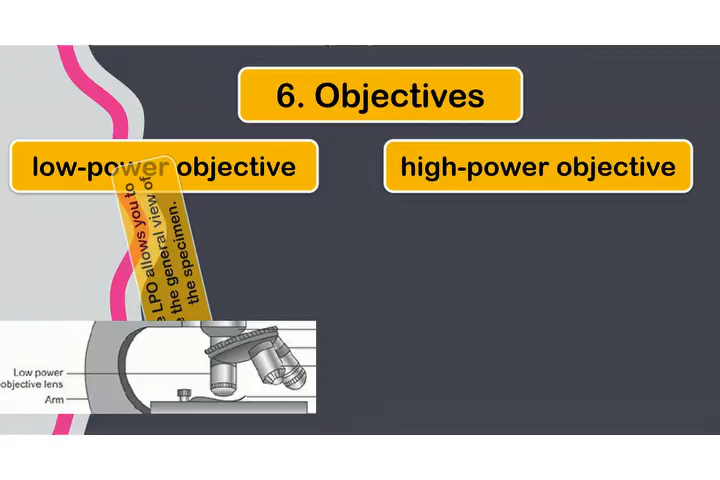 6. Objectives
low-power objective
high-power objective
LPO allows you to
the general view of
the specimen.
Low power
objective lens
Arm